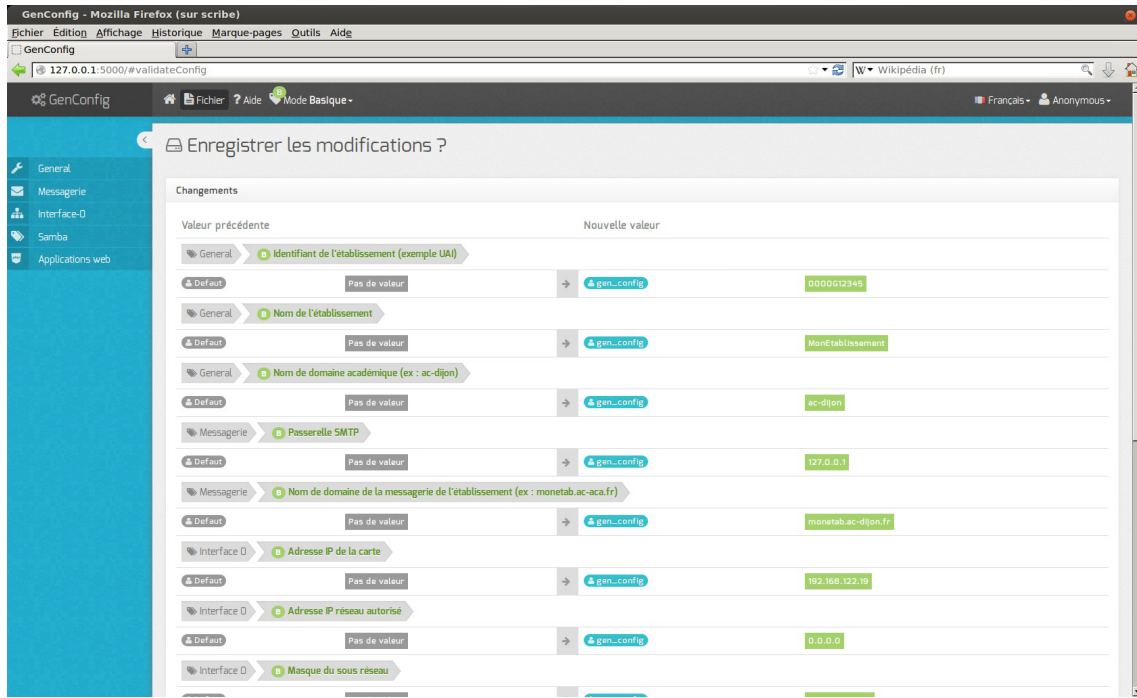 GenConfig - Mozilla Firefox (sur scribe)
Fichier Édition Affichage Historique Marque-pages Outils Aide
GenConfig
127.0.0.1:5000/#validateConfig W Wikipédia (fr)
GenConfig Fichier ? Aide B Mode Basique Français Anonymous
Enregistrer les modifications ?
General
Messagerie
Interface-0
Samba
Applications web
Changements
Valeur précédente Nouvelle valeur
General B Identifiant de l'établissement (exemple UAI)
Defaut Pas de valeur gen_config 0000G12345
General B Nom de l'établissement
Defaut Pas de valeur gen_config MonEtablissement
General B Nom de domaine académique (ex : ac-dijon)
Defaut Pas de valeur gen_config ac-dijon
Messagerie B Passerelle SMTP
Defaut Pas de valeur gen_config 127.0.0.1
Messagerie B Nom de domaine de la messagerie de l'établissement (ex : monetab.ac-aca.fr)
Defaut Pas de valeur gen_config monetab.ac-dijon.fr
Interface 0 B Adresse IP de la carte
Defaut Pas de valeur gen_config 192.168.122.19
Interface 0 B Adresse IP réseau autorisé
Defaut Pas de valeur gen_config 0.0.0.0
Interface 0 B Masque du sous réseau